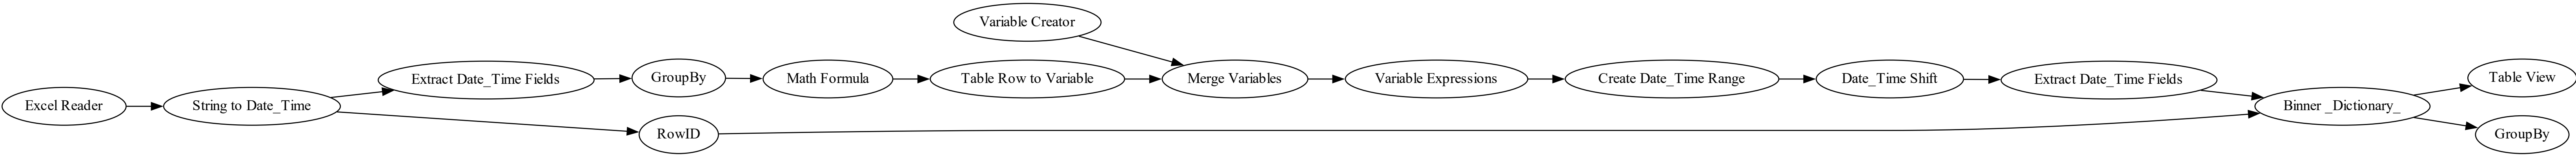 Variable Creator
Extract Date_Time Fields
GroupBy
Math Formula
Table Row to Variable
Merge Variables
Variable Expressions
Create Date_Time Range
Date_Time Shift
Extract Date_Time Fields
Table View
Excel Reader
String to Date_Time
Binner _Dictionary_
RowID
GroupBy